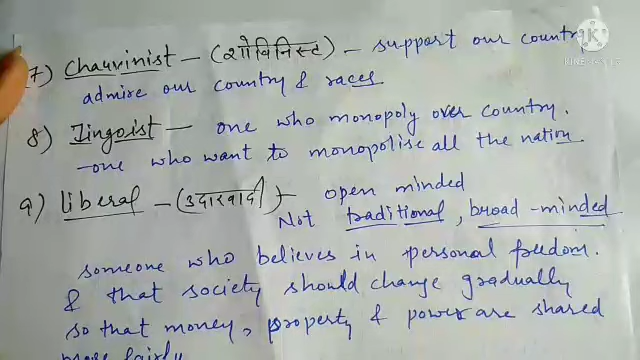 7) Chauvinist – (शोविनिस्ट) – support our country
admire our country & races
8) Jingoist – one who monopoly over country.
– one who want to monopolise all the nation
9) liberal – (उदारवादी) – open minded
Not traditional, broad-minded
someone who believes in personal freedom.
& that society should change gradually
so that money, property & power are shared
more fairly